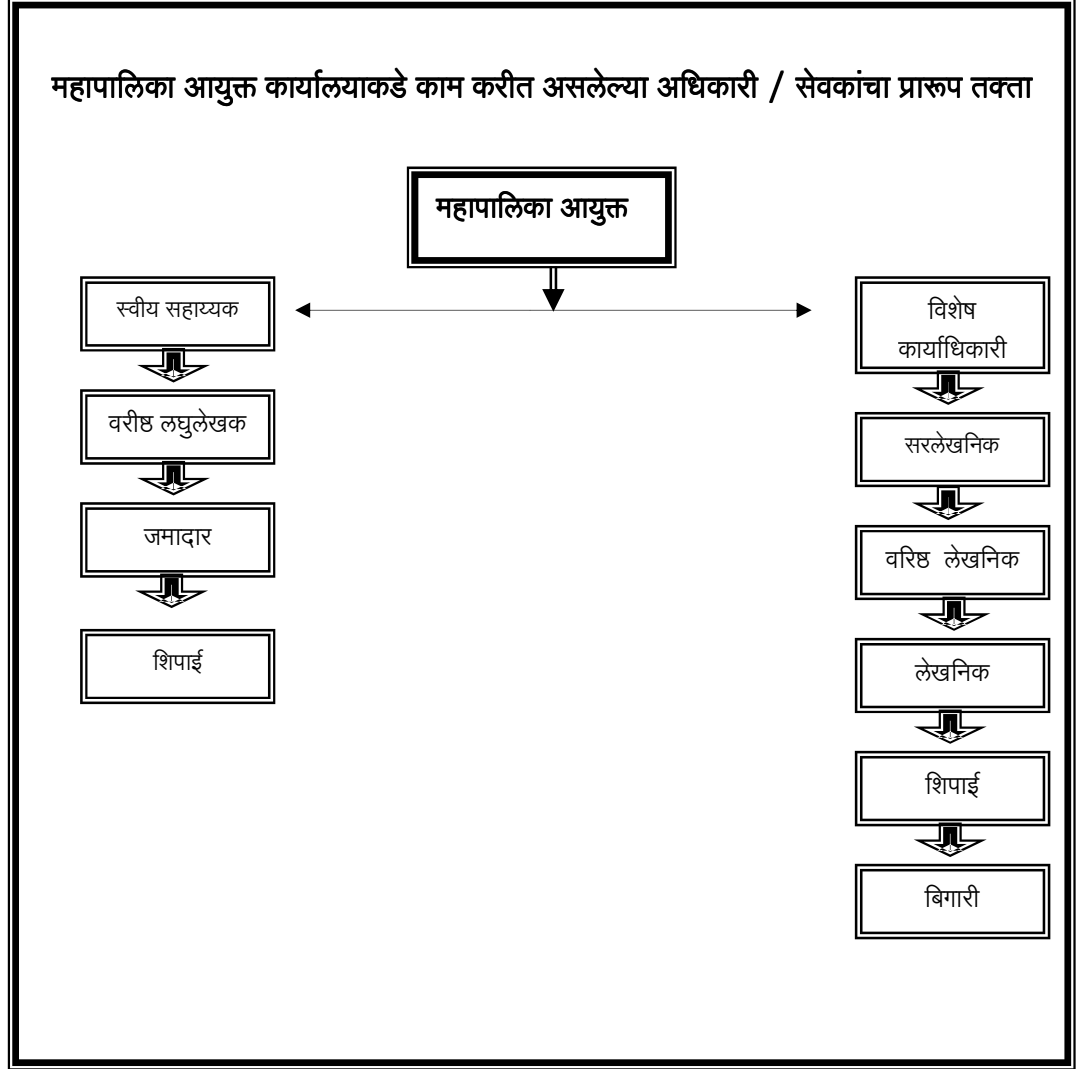 महापालिका आयुक्त कार्यालयाकडे काम करीत असलेल्या अधिकारी / सेवकांचा प्रारूप तक्ता
महापालिका आयुक्त
स्वीय सहाय्यक
वरीष्ठ लघुलेखक
जमादार
शिपाई
विशेष
कार्याधिकारी
सरलेखनिक
वरिष्ठ लेखनिक
लेखनिक
शिपाई
बिगारी